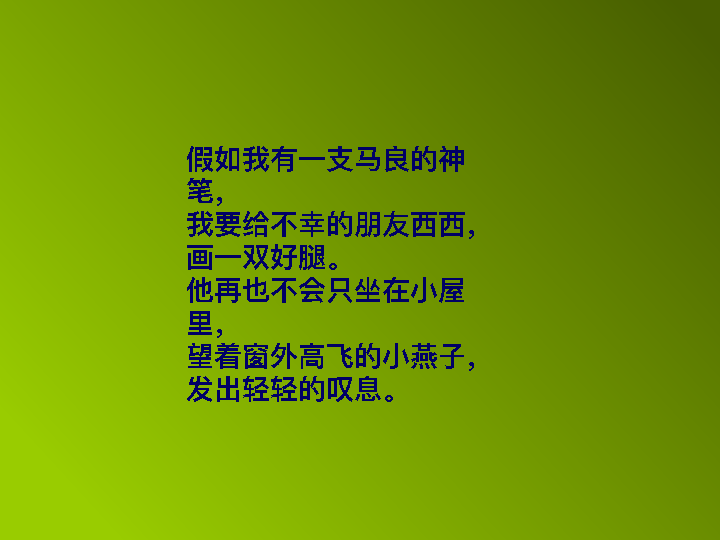 假如我有一支马良的神
笔，
我要给不幸的朋友西西，
画一双好腿。
他再也不会只坐在小屋
里，
望着窗外高飞的小燕子，
发出轻轻的叹息。